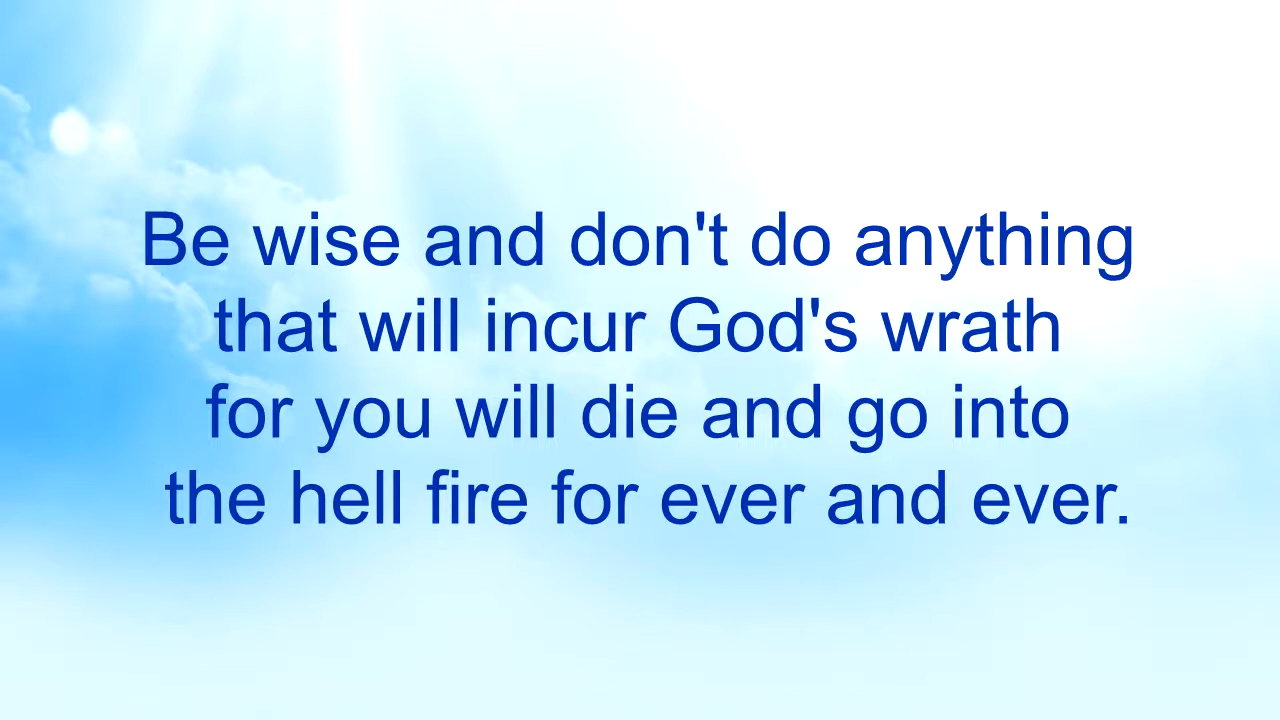 Be wise and don't do anything
that will incur God's wrath
for you will die and go into
the hell fire for ever and ever.